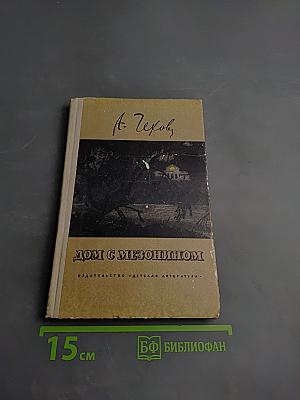 А. Чехов
ДОМ С МЕЗОНИНОМ
ИЗДАТЕЛЬСТВО «ДЕТСКАЯ ЛИТЕРАТУРА»
15 см
БФ БИБЛИОФАН